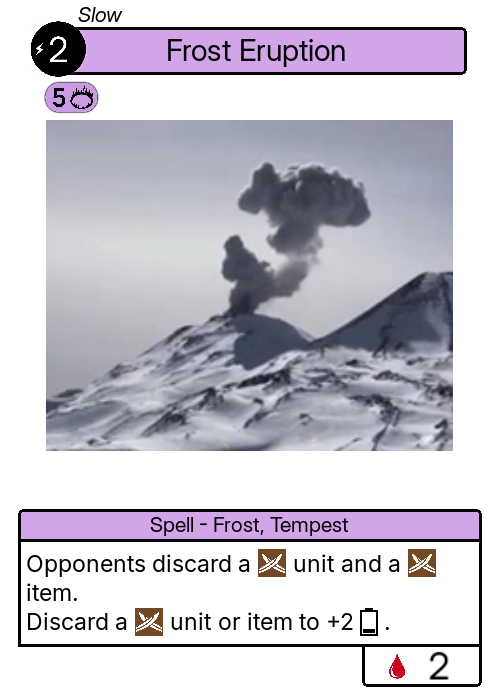 Slow
2
Frost Eruption
5
Spell - Frost, Tempest
Opponents discard a unit and a
item.
Discard a unit or item to +2 .
2